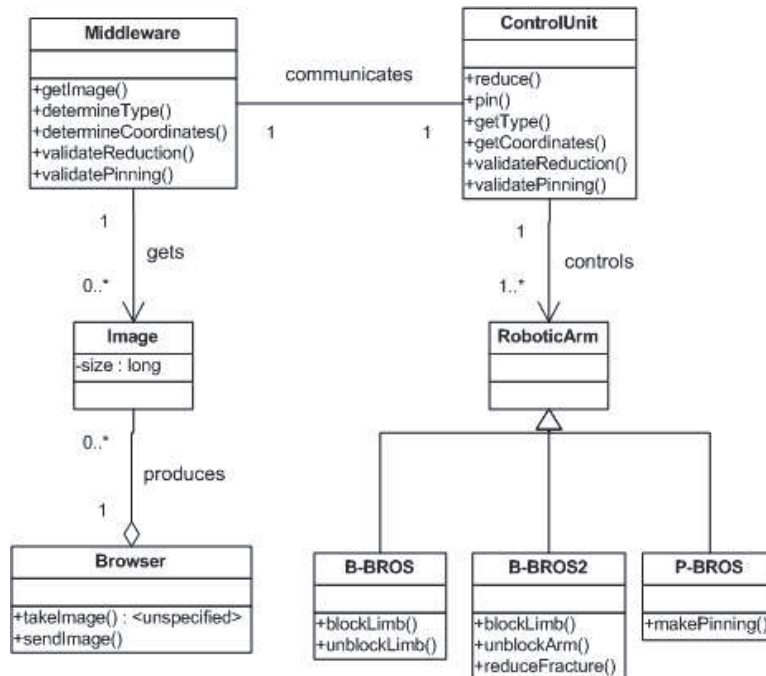 Middleware
+getImage()
+determineType()
+determineCoordinates()
+validateReduction()
+validatePinning()
communicates
1
1
ControlUnit
+reduce()
+pin()
+getType()
+getCoordinates()
+validateReduction()
+validatePinning()
1
gets
0..*
1
controls
1..*
Image
-size : long
RoboticArm
0..*
produces
1
Browser
+takeImage() : <unspecified>
+sendImage()
B-BROS
+blockLimb()
+unblockLimb()
B-BROS2
+blockLimb()
+unblockArm()
+reduceFracture()
P-BROS
+makePinning()